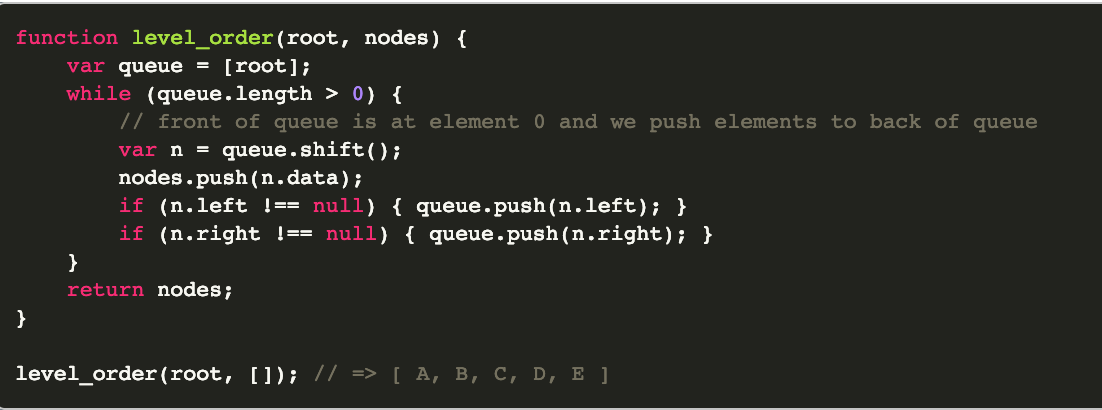 function level_order(root, nodes) {
    var queue = [root];
    while (queue.length > 0) {
        // front of queue is at element 0 and we push elements to back of queue
        var n = queue.shift();
        nodes.push(n.data);
        if (n.left !== null) { queue.push(n.left); }
        if (n.right !== null) { queue.push(n.right); }
    }
    return nodes;
}

level_order(root, []); // => [ A, B, C, D, E ]